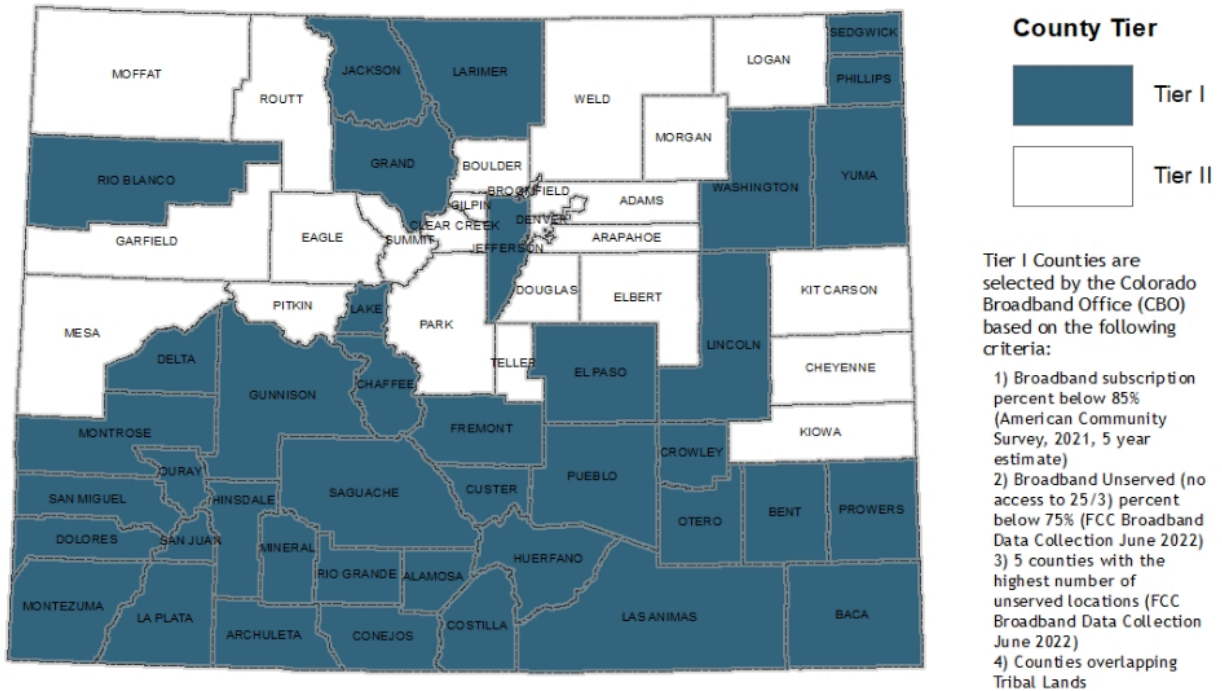 SEDGWICK
LOGAN
JACKSON
LARIMER
MOFFAT
PHILLIPS
ROUTT
WELD
MORGAN
GRAND
BOULDER
RIO BLANCO
YUMA
WASHINGTON
BROOMFIELD
ADAMS
GILPIN
DENVER
CLEAR CREEK
ARAPAHOE
EAGLE
GARFIELD
SUMMIT
JEFFERSON
DOUGLAS
KIT CARSON
ELBERT
PITKIN
LAKE
PARK
MESA
LINCOLN
DELTA
TELLER
CHEYENNE
EL PASO
CHAFFEE
GUNNISON
FREMONT
KIOWA
MONTROSE
CROWLEY
OURAY
PUEBLO
CUSTER
SAGUACHE
SAN MIGUEL
HINSDALE
PROWERS
BENT
OTERO
DOLORES
SAN JUAN
MINERAL
HUERFANO
RIO GRANDE
ALAMOSA
MONTEZUMA
LA PLATA
BACA
LAS ANIMAS
COSTILLA
ARCHULETA
CONEJOS
County Tier
Tier I
Tier II
Tier I Counties are
selected by the Colorado
Broadband Office (CBO)
based on the following
criteria:
1) Broadband subscription
percent below 85%
(American Community
Survey, 2021, 5 year
estimate)
2) Broadband Unserved (no
access to 25/3) percent
below 75% (FCC Broadband
Data Collection June 2022)
3) 5 counties with the
highest number of
unserved locations (FCC
Broadband Data Collection
June 2022)
4) Counties overlapping
Tribal Lands